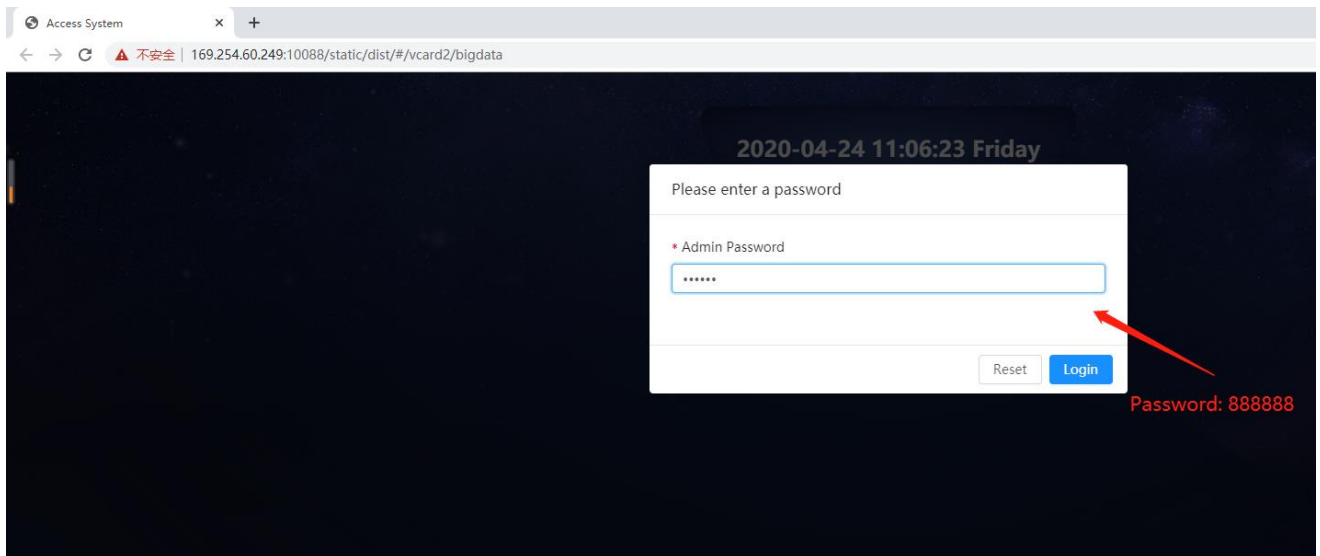 Access System
不安全 | 169.254.60.249:10088/static/dist/#/vcard2/bigdata
2020-04-24 11:06:23 Friday
Please enter a password
* Admin Password
••••••
Reset Login
Password: 888888